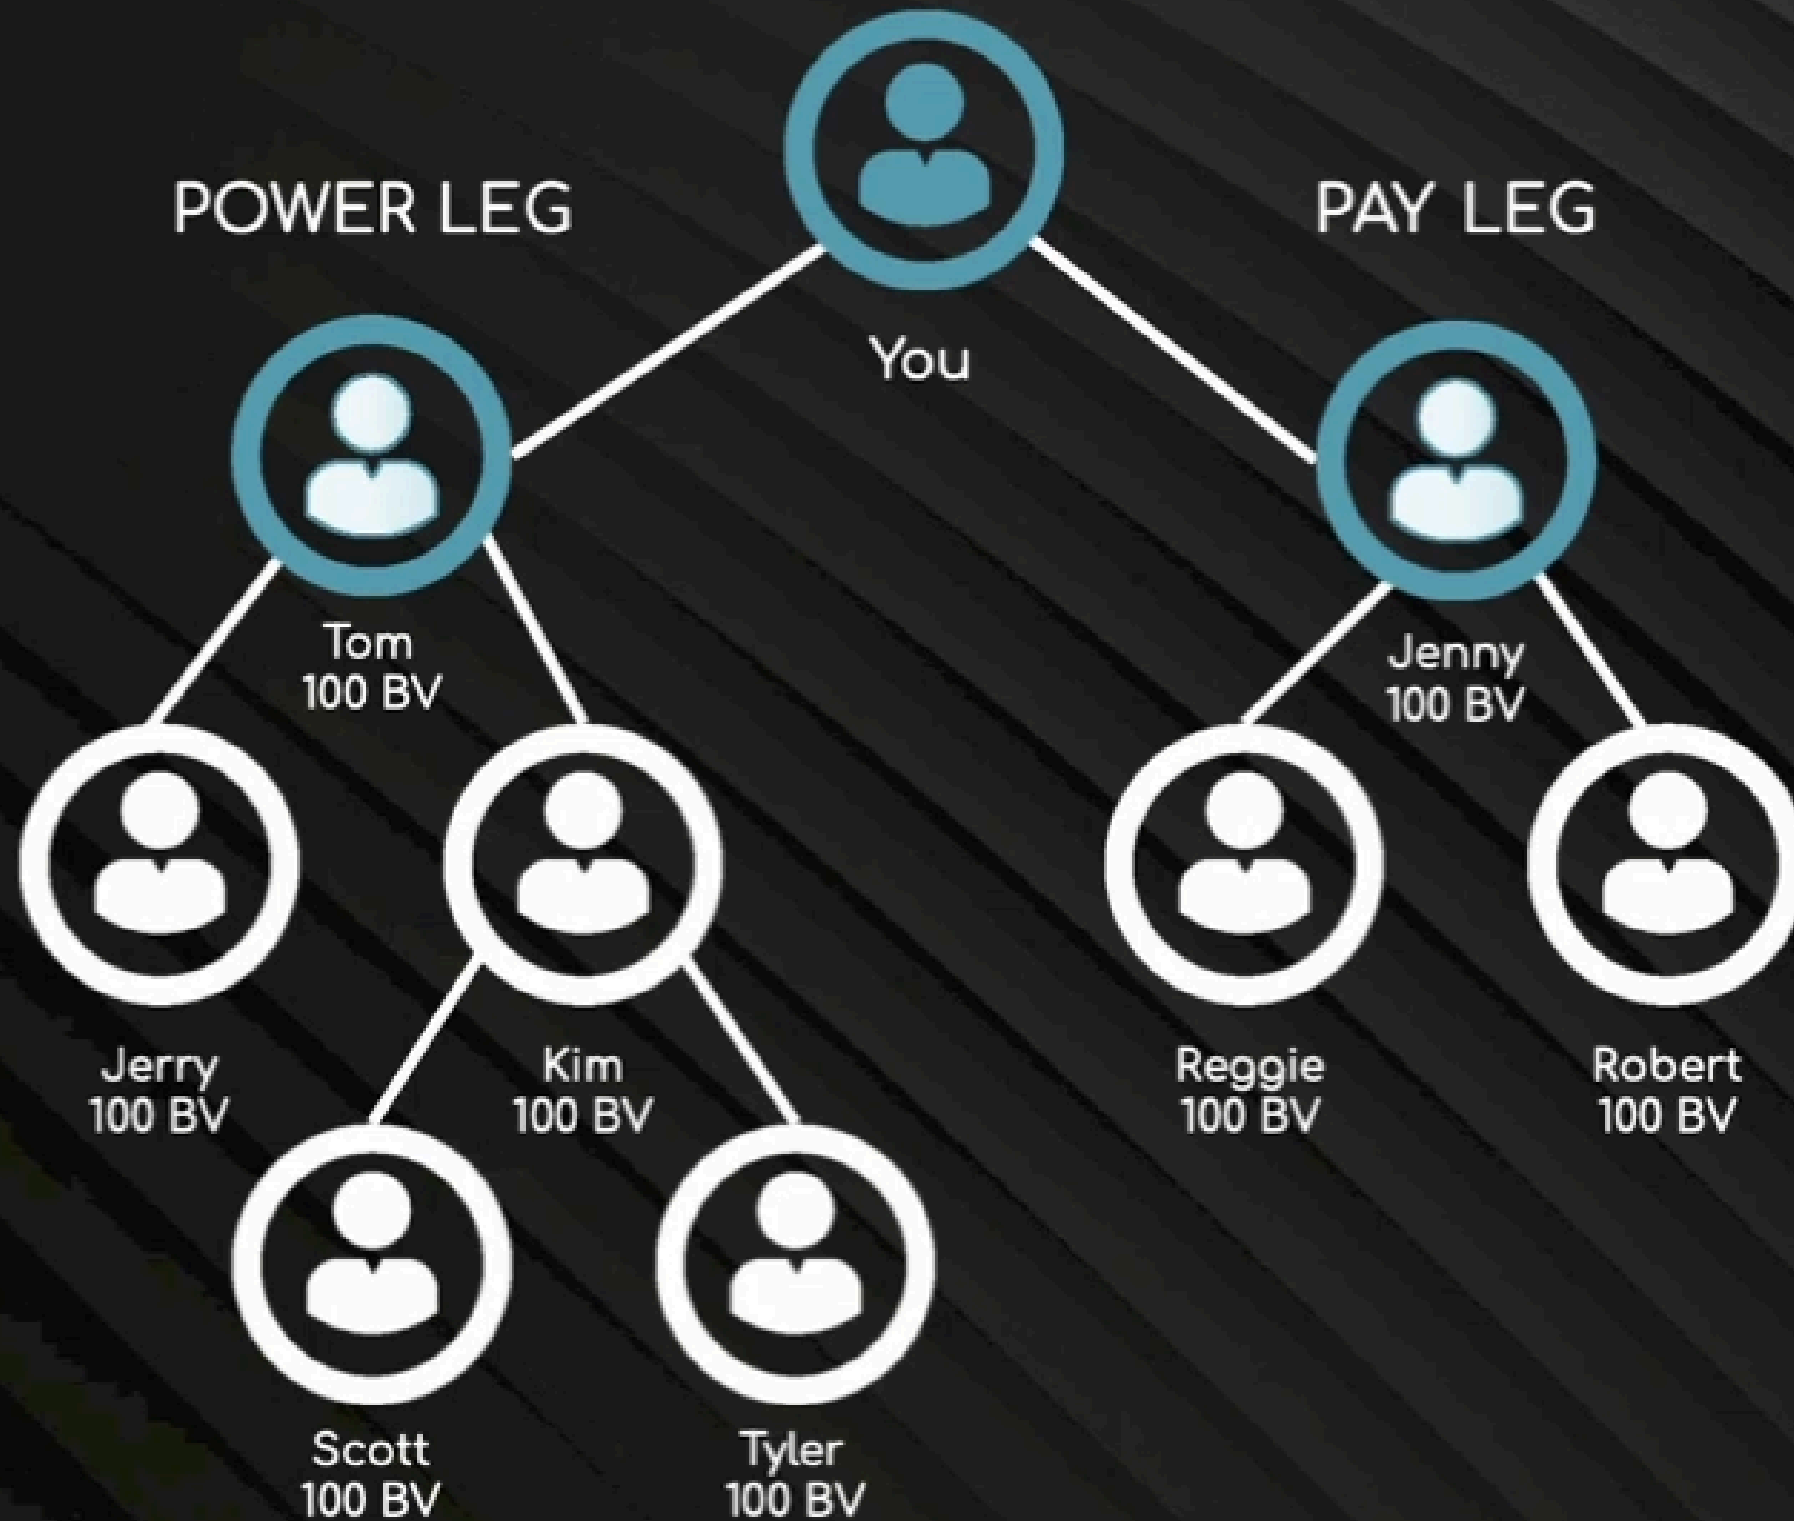 POWER LEG
PAY LEG
You
Tom
100 BV
Jenny
100 BV
Jerry
100 BV
Kim
100 BV
Reggie
100 BV
Robert
100 BV
Scott
100 BV
Tyler
100 BV